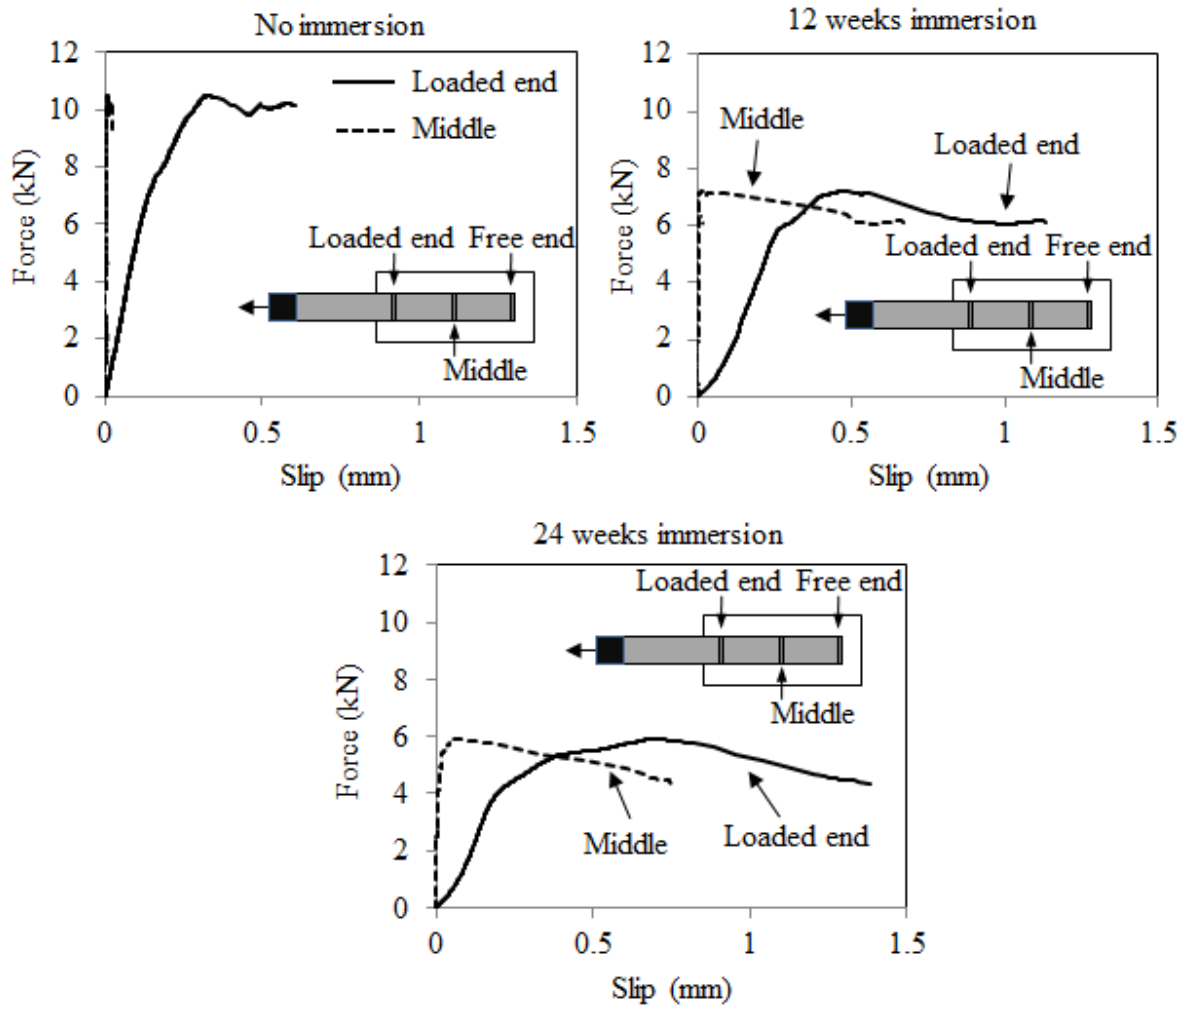 No immersion
12
10
8
6
4
2
0
Force (kN)
Loaded end
Middle
Loaded end
Free end
Middle
0
0.5
1
1.5
Slip (mm)
12 weeks immersion
12
10
8
6
4
2
0
Force (kN)
Middle
Loaded end
Loaded end
Free end
Middle
0
0.5
1
1.5
Slip (mm)
24 weeks immersion
12
10
8
6
4
2
0
Force (kN)
Loaded end
Free end
Middle
Middle
Loaded end
0
0.5
1
1.5
Slip (mm)